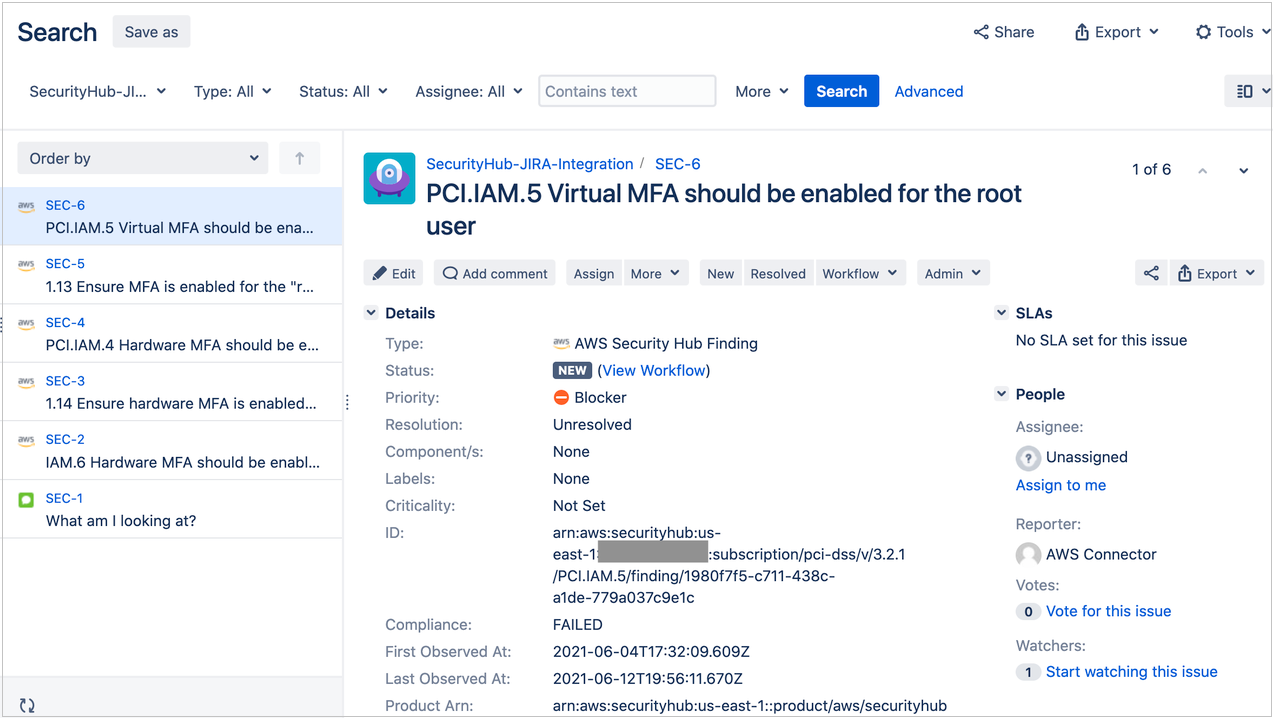 Search
Save as
Share
Export
Tools
SecurityHub-JI...
Type: All
Status: All
Assignee: All
Contains text
More
Search
Advanced
Order by
aws
SEC-6
PCI.IAM.5 Virtual MFA should be ena...
aws
SEC-5
1.13 Ensure MFA is enabled for the "r...
aws
SEC-4
PCI.IAM.4 Hardware MFA should be e...
aws
SEC-3
1.14 Ensure hardware MFA is enabled...
aws
SEC-2
IAM.6 Hardware MFA should be enabl...
SEC-1
What am I looking at?
SecurityHub-JIRA-Integration / SEC-6
1 of 6
PCI.IAM.5 Virtual MFA should be enabled for the root
user
Edit
Add comment
Assign
More
New
Resolved
Workflow
Admin
Export
Details
Type:
aws AWS Security Hub Finding
Status:
NEW (View Workflow)
Priority:
Blocker
Resolution:
Unresolved
Component/s:
None
Labels:
None
Criticality:
Not Set
ID:
arn:aws:securityhub:us-
east-1: :subscription/pci-dss/v/3.2.1
/PCI.IAM.5/finding/1980f7f5-c711-438c-
a1de-779a037c9e1c
Compliance:
FAILED
First Observed At:
2021-06-04T17:32:09.609Z
Last Observed At:
2021-06-12T19:56:11.670Z
Product Arn:
arn:aws:securityhub:us-east-1::product/aws/securityhub
SLAs
No SLA set for this issue
People
Assignee:
? Unassigned
Assign to me
Reporter:
AWS Connector
Votes:
0 Vote for this issue
Watchers:
1 Start watching this issue